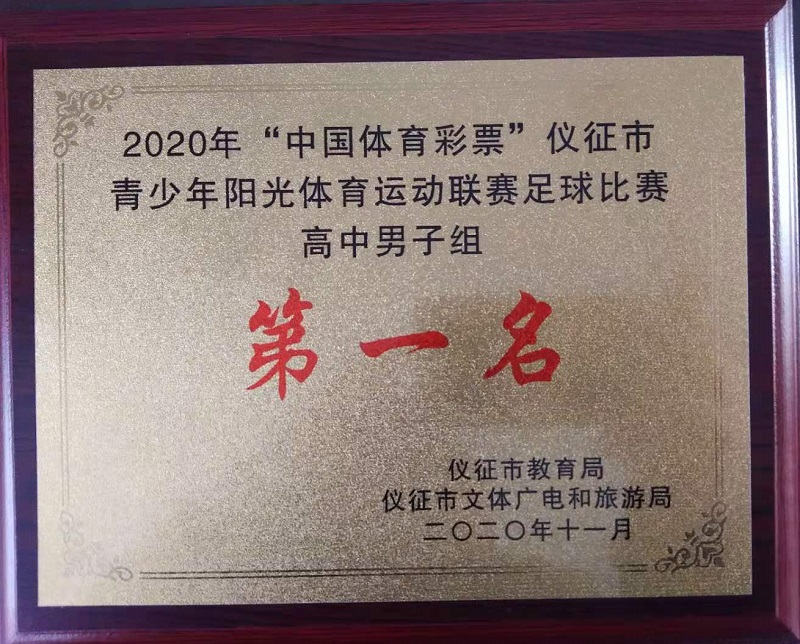 2020年“中国体育彩票”仪征市
青少年阳光体育运动联赛足球比赛
高中男子组
第一名
仪征市教育局
仪征市文体广电和旅游局
二〇二〇年十一月